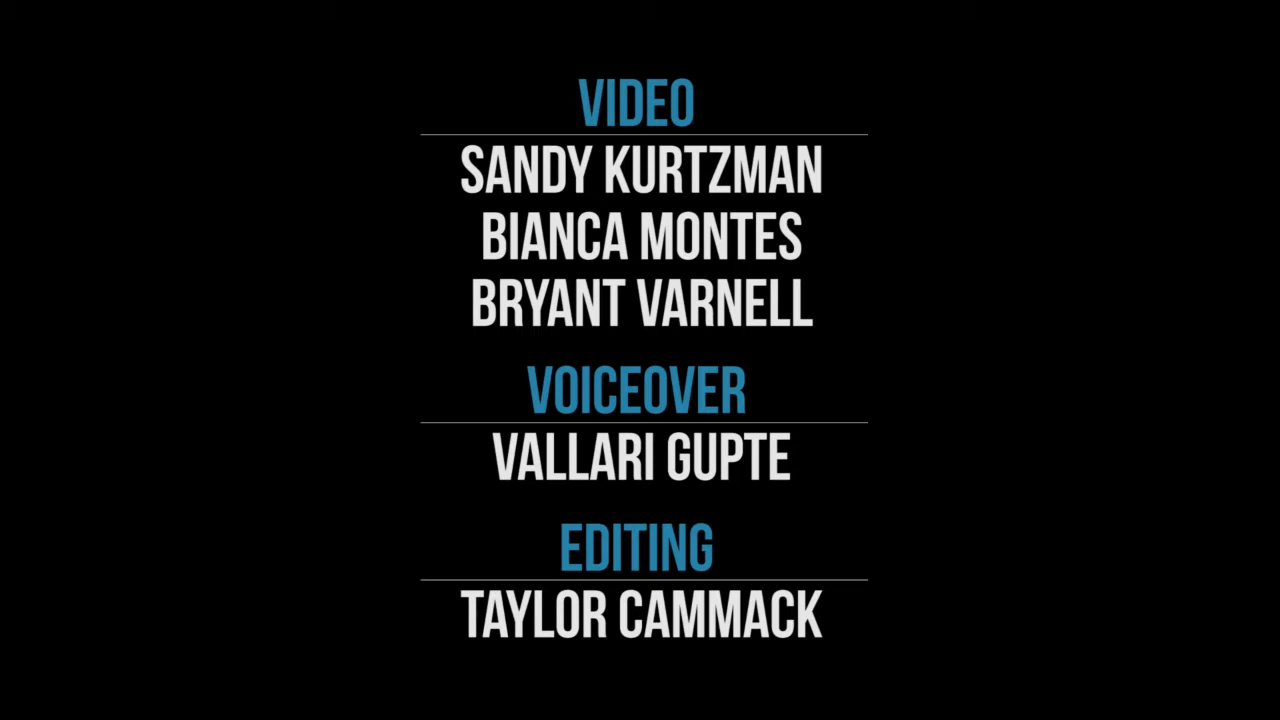 VIDEO
SANDY KURTZMAN
BIANCA MONTES
BRYANT VARNELL
VOICEOVER
VALLARI GUPTE
EDITING
TAYLOR CAMMACK